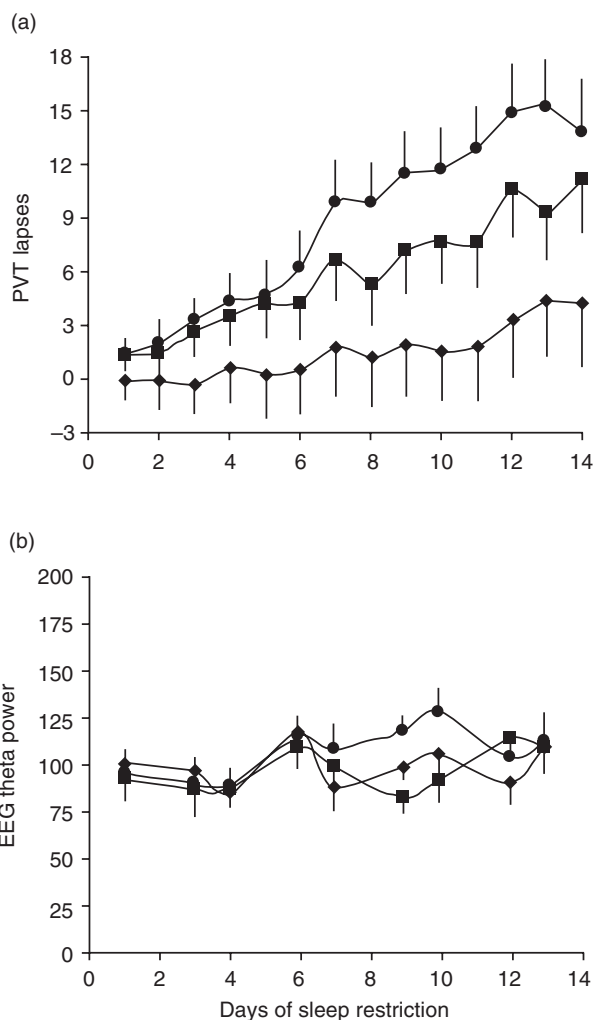 (a)
18
15
12
9
6
3
0
–3
PVT lapses
0 2 4 6 8 10 12 14
(b)
200
175
150
125
100
75
50
25
0
EEG theta power
0 2 4 6 8 10 12 14
Days of sleep restriction